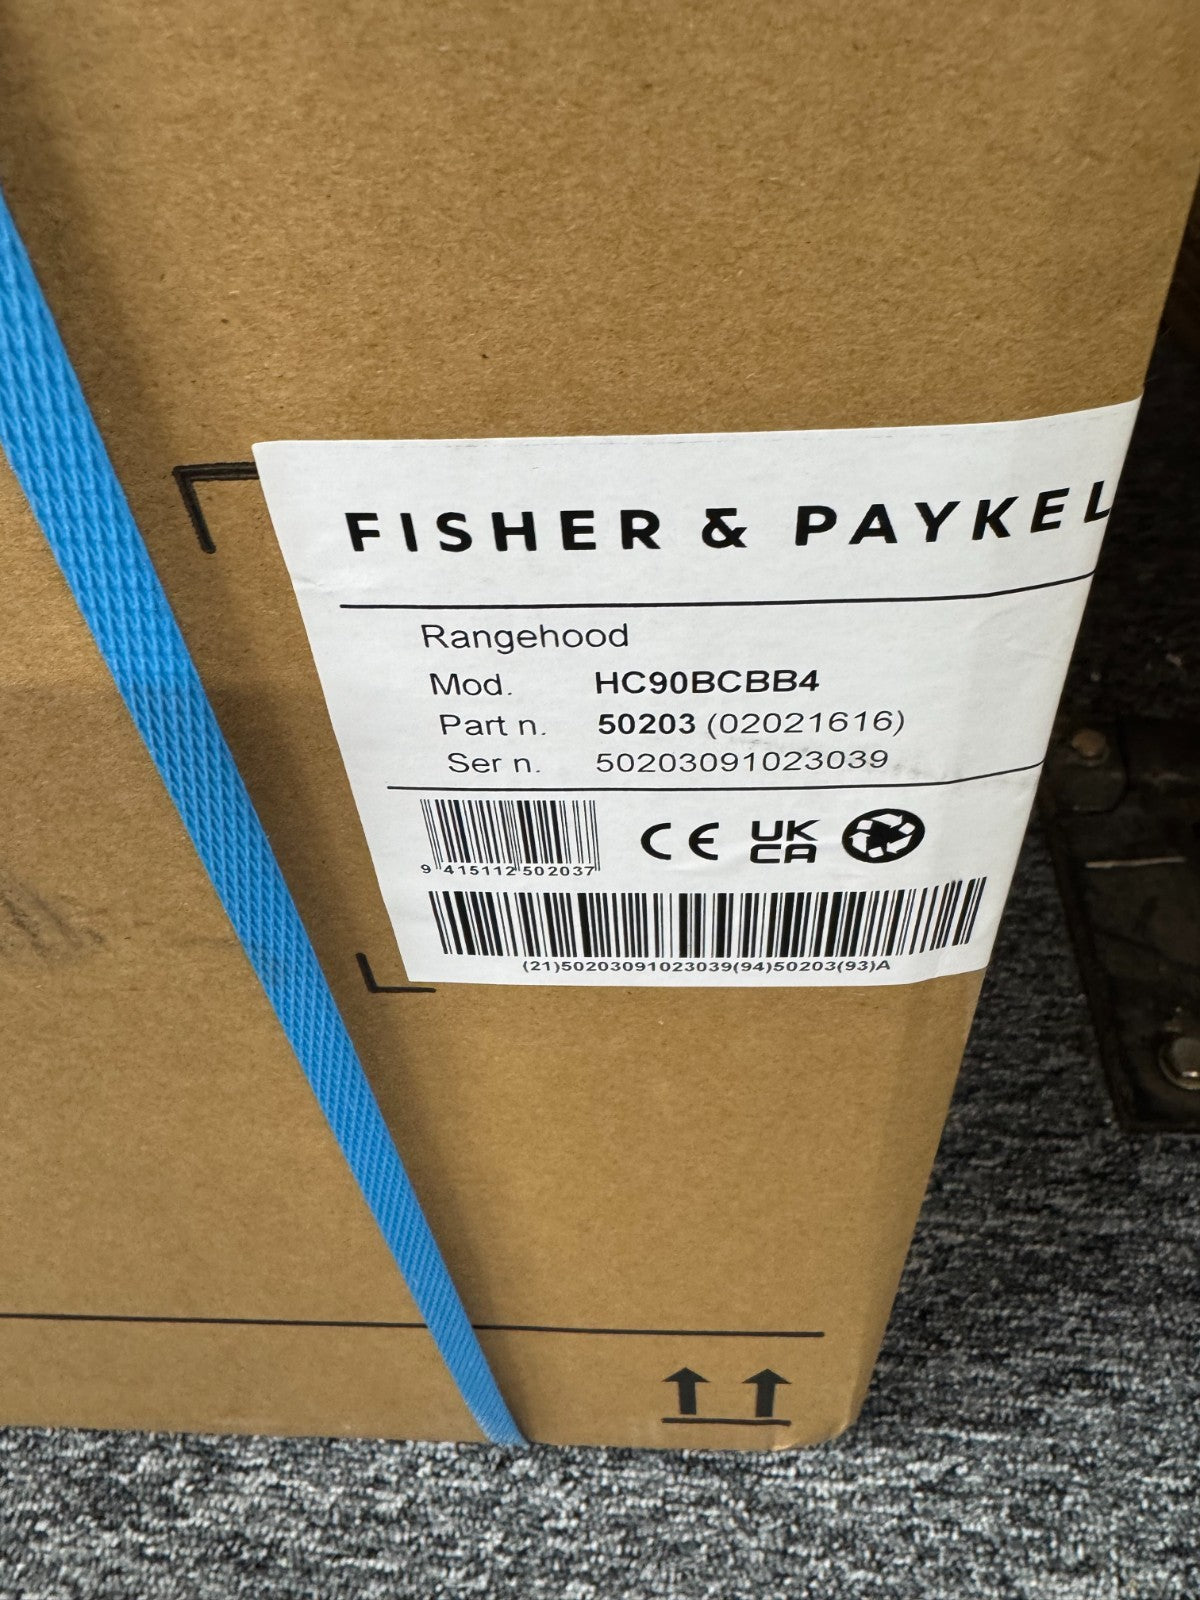 FISHER & PAYKEL
Rangehood
Mod. HC90BCBB4
Part n. 50203 (02021616)
Ser n. 50203091023039
CE UK CA
9 415112 502037
(21)50203091023039(94)50203(93)A